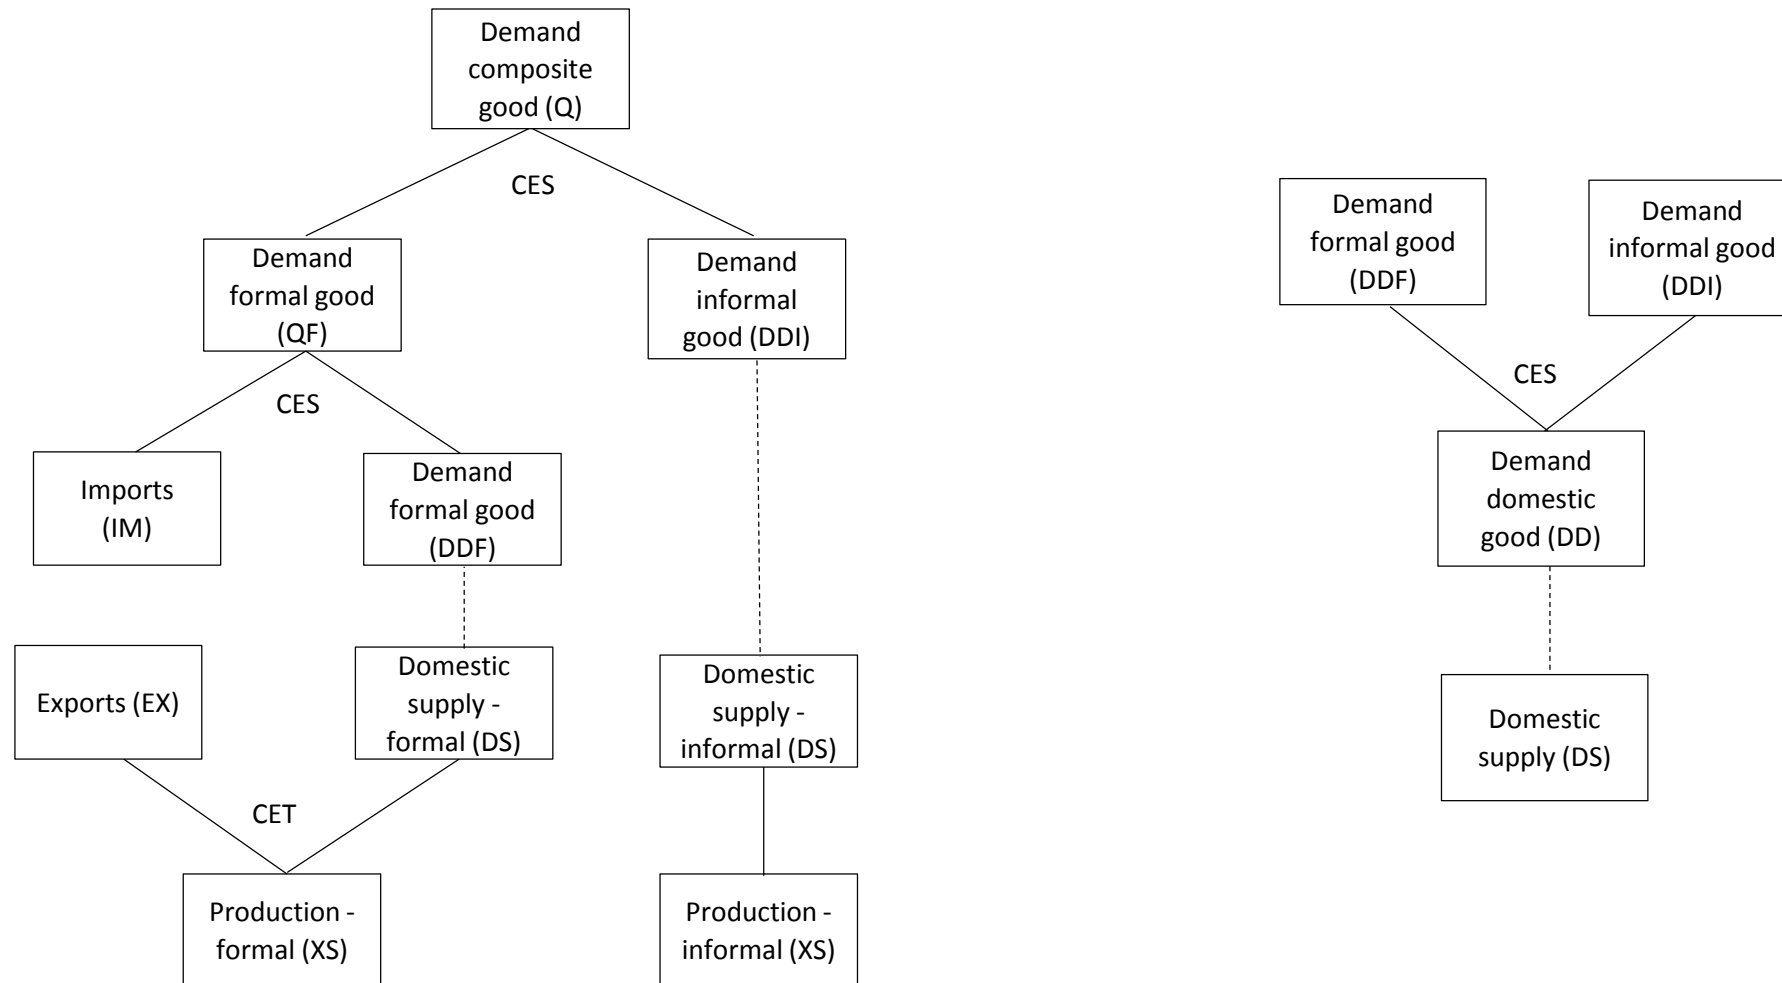 Demand
composite
good (Q)
CES
Demand
formal good
(QF)
Demand
informal
good (DDI)
CES
Imports
(IM)
Demand
formal good
(DDF)
Exports (EX)
Domestic
supply -
formal (DS)
Domestic
supply -
informal (DS)
CET
Production -
formal (XS)
Production -
informal (XS)
Demand
formal good
(DDF)
Demand
informal good
(DDI)
CES
Demand
domestic
good (DD)
Domestic
supply (DS)